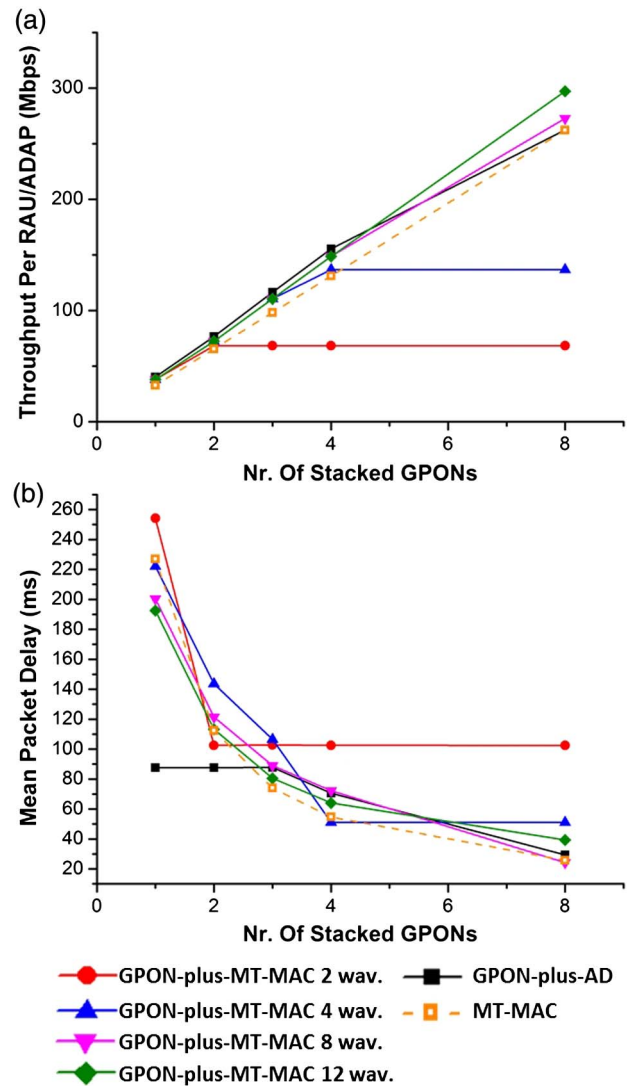 (a)
Throughput Per RAU/ADAP (Mbps)
300
200
100
0
0 2 4 6 8
Nr. Of Stacked GPONs
(b)
Mean Packet Delay (ms)
260
240
220
200
180
160
140
120
100
80
60
40
20
0 2 4 6 8
Nr. Of Stacked GPONs
GPON-plus-MT-MAC 2 wav. GPON-plus-AD
GPON-plus-MT-MAC 4 wav. MT-MAC
GPON-plus-MT-MAC 8 wav.
GPON-plus-MT-MAC 12 wav.